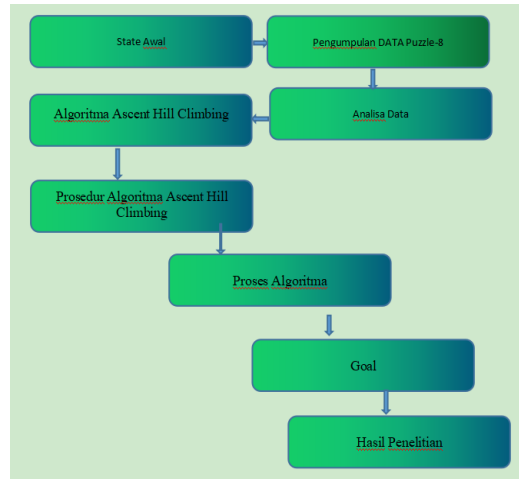 State Awal
Pengumpulan DATA Puzzle-8
Analisa Data
Algoritma Ascent Hill Climbing
Prosedur Algoritma Ascent Hill
Climbing
Proses Algoritma
Goal
Hasil Penelitian